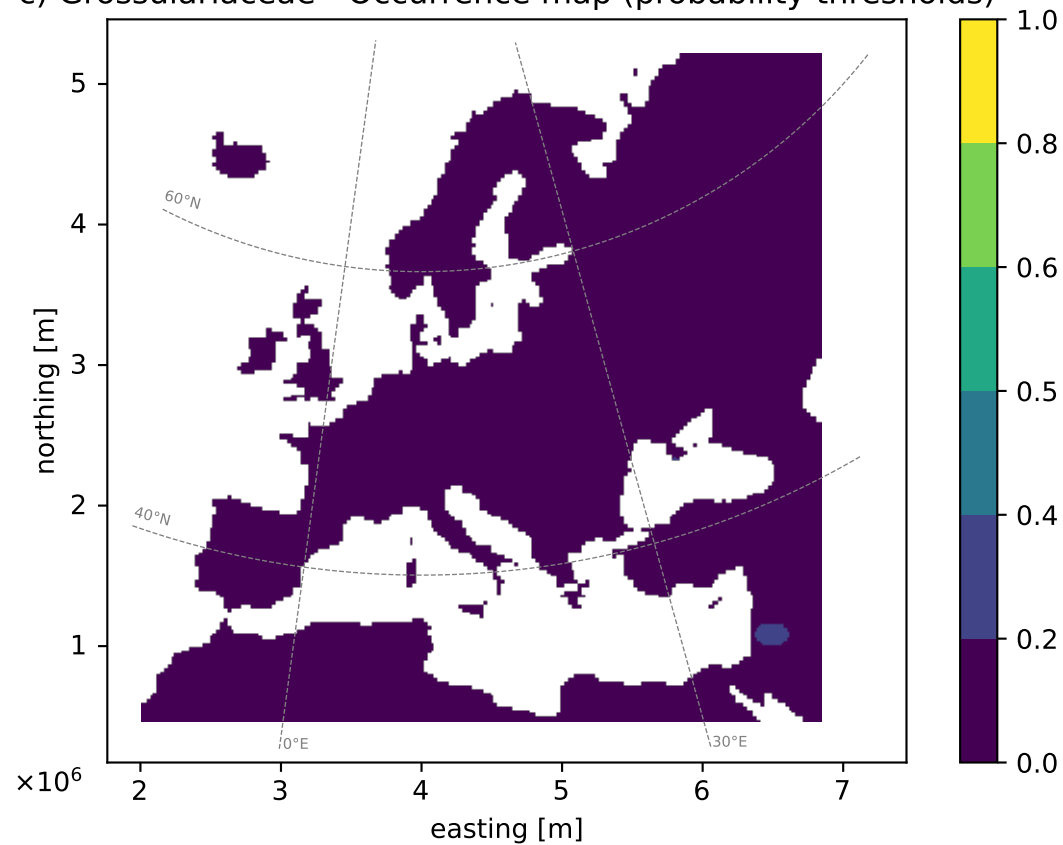 c) Grossulariaceae - Occurrence map (probability thresholds)
60°N
40°N
0°E
30°E
5
4
3
2
1
northing [m]
×10⁶
2 3 4 5 6 7
easting [m]
1.0
0.8
0.6
0.5
0.4
0.2
0.0